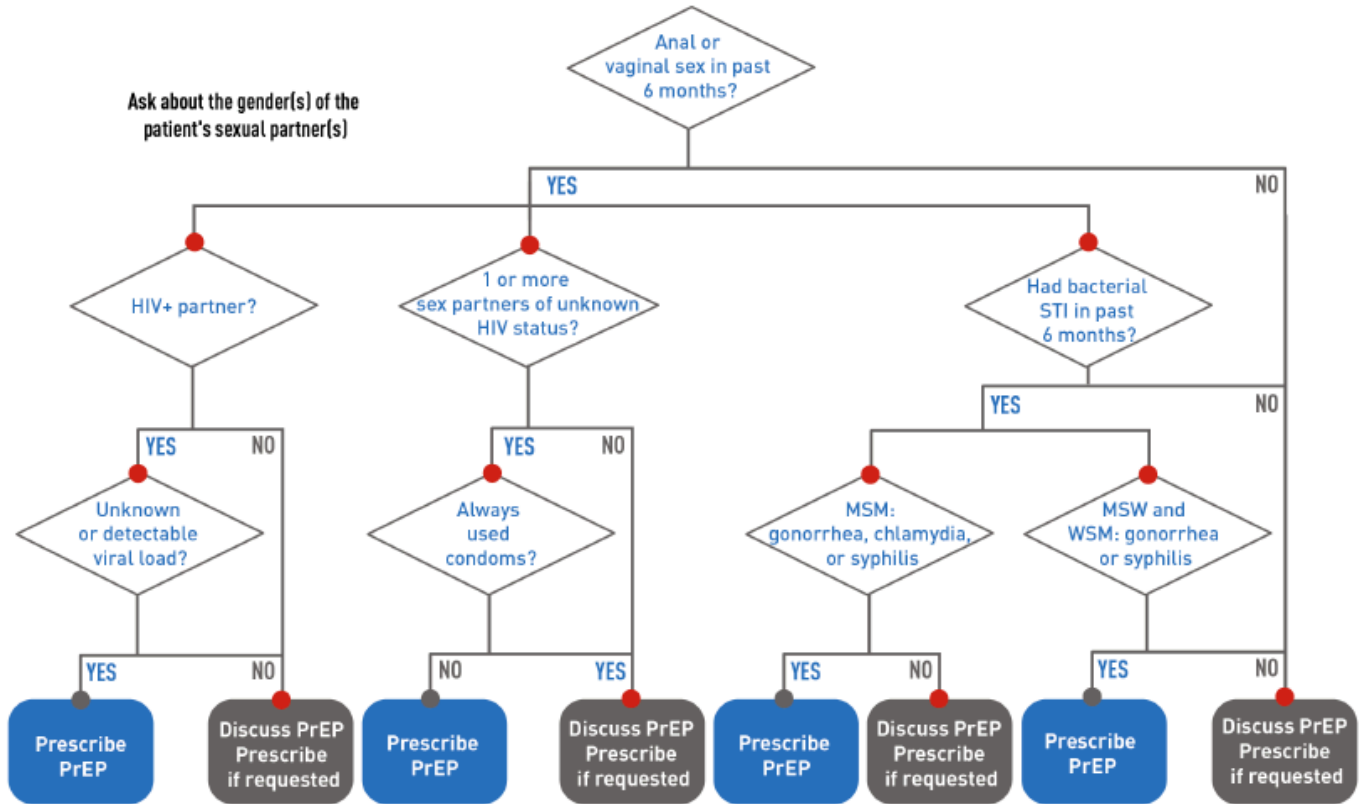 Anal or
vaginal sex in past
6 months?
Ask about the gender(s) of the
patient's sexual partner(s)
YES
NO
HIV+ partner?
1 or more
sex partners of unknown
HIV status?
Had bacterial
STI in past
6 months?
YES
NO
YES
NO
YES
NO
Unknown
or detectable
viral load?
Always
used
condoms?
MSM:
gonorrhea, chlamydia,
or syphilis
MSW and
WSM: gonorrhea
or syphilis
YES
NO
NO
YES
YES
NO
YES
NO
Prescribe
PrEP
Discuss PrEP
Prescribe
if requested
Prescribe
PrEP
Discuss PrEP
Prescribe
if requested
Prescribe
PrEP
Discuss PrEP
Prescribe
if requested
Prescribe
PrEP
Discuss PrEP
Prescribe
if requested